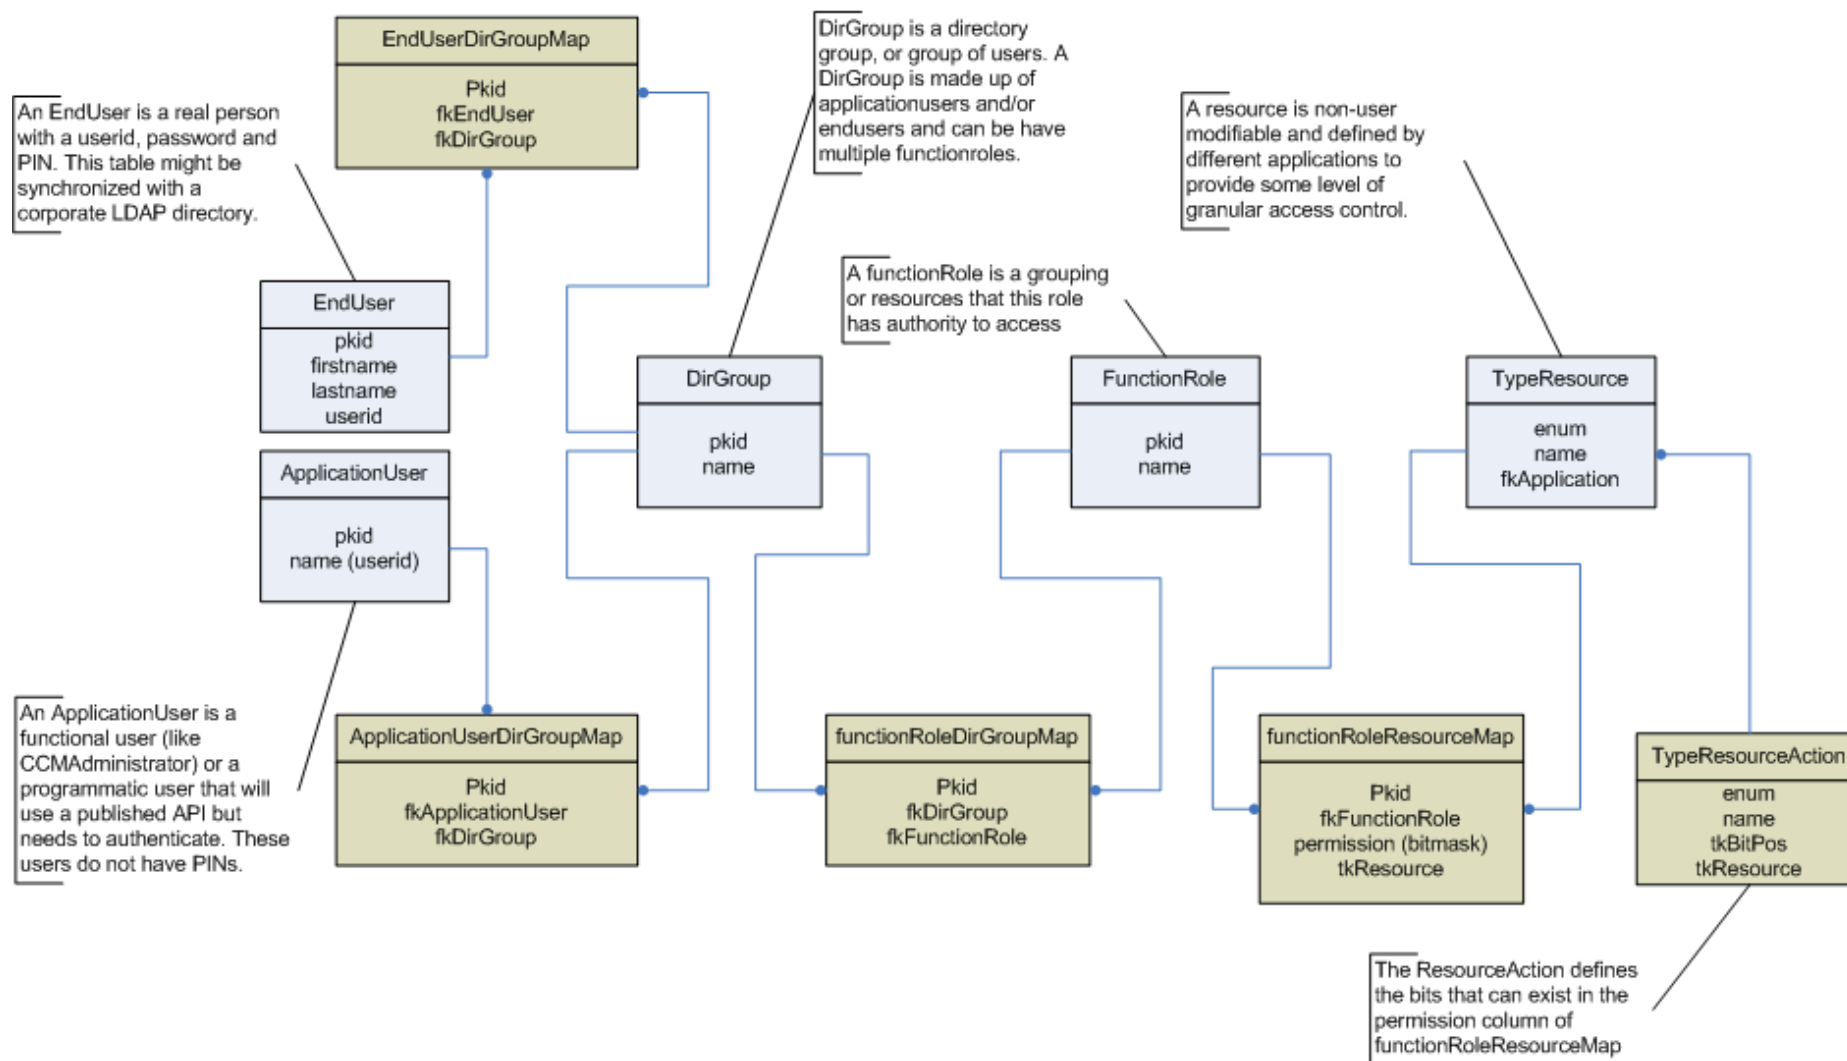 EndUserDirGroupMap
Pkid
fkEndUser
fkDirGroup
DirGroup is a directory
group, or group of users. A
DirGroup is made up of
applicationusers and/or
endusers and can be have
multiple functionroles.
An EndUser is a real person
with a userid, password and
PIN. This table might be
synchronized with a
corporate LDAP directory.
A resource is non-user
modifiable and defined by
different applications to
provide some level of
granular access control.
A functionRole is a grouping
or resources that this role
has authority to access
EndUser
pkid
firstname
lastname
userid
DirGroup
pkid
name
FunctionRole
pkid
name
TypeResource
enum
name
fkApplication
ApplicationUser
pkid
name (userid)
An ApplicationUser is a
functional user (like
CCMAdministrator) or a
programmatic user that will
use a published API but
needs to authenticate. These
users do not have PINs.
ApplicationUserDirGroupMap
Pkid
fkApplicationUser
fkDirGroup
functionRoleDirGroupMap
Pkid
fkDirGroup
fkFunctionRole
functionRoleResourceMap
Pkid
fkFunctionRole
permission (bitmask)
tkResource
TypeResourceAction
enum
name
tkBitPos
tkResource
The ResourceAction defines
the bits that can exist in the
permission column of
functionRoleResourceMap